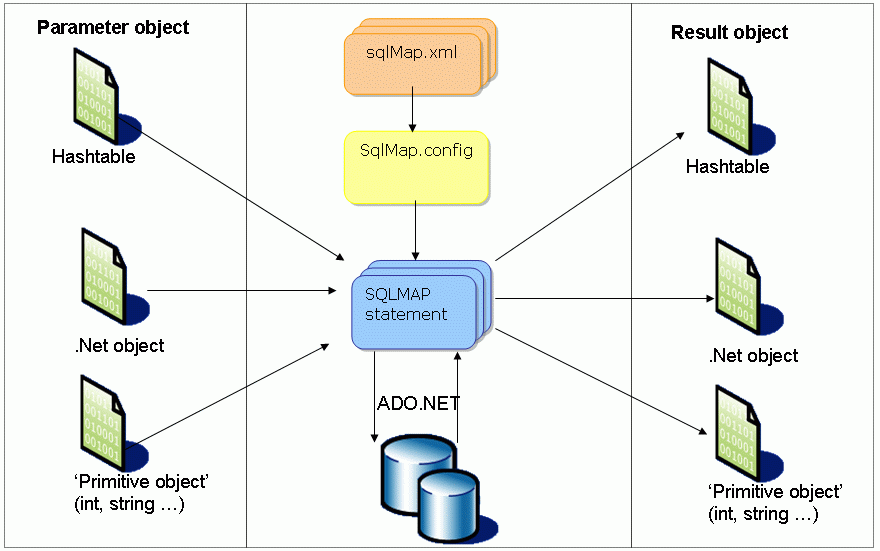 Parameter object
Hashtable
.Net object
‘Primitive object’
(int, string ...)
sqlMap.xml
SqlMap.config
SQLMAP
statement
ADO.NET
Result object
Hashtable
.Net object
‘Primitive object’
(int, string ...)